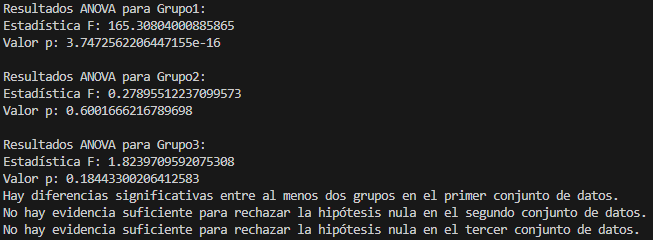 Resultados ANOVA para Grupo1:
Estadística F: 165.30804000885865
Valor p: 3.7472562206447155e-16
Resultados ANOVA para Grupo2:
Estadística F: 0.27895512237099573
Valor p: 0.6001666216789698
Resultados ANOVA para Grupo3:
Estadística F: 1.8239709592075308
Valor p: 0.18443300206412583
Hay diferencias significativas entre al menos dos grupos en el primer conjunto de datos.
No hay evidencia suficiente para rechazar la hipótesis nula en el segundo conjunto de datos.
No hay evidencia suficiente para rechazar la hipótesis nula en el tercer conjunto de datos.